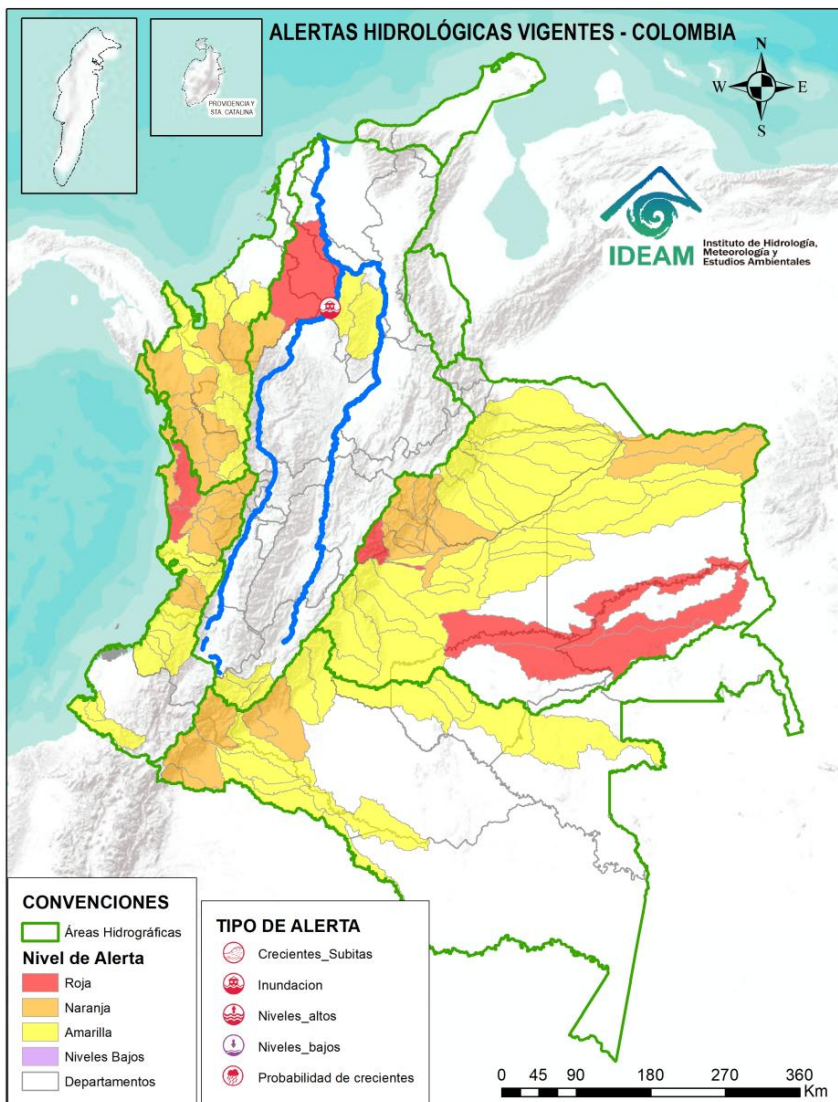 ALERTAS HIDROLÓGICAS VIGENTES - COLOMBIA
PROVIDENCIA Y
STA. CATALINA
N
W
E
S
IDEAM
Instituto de Hidrología,
Meteorología y
Estudios Ambientales
CONVENCIONES
Áreas Hidrográficas
Nivel de Alerta
Roja
Naranja
Amarilla
Niveles Bajos
Departamentos
TIPO DE ALERTA
Crecientes_Subitas
Inundacion
Niveles_altos
Niveles_bajos
Probabilidad de crecientes
0 45 90 180 270 360
Km